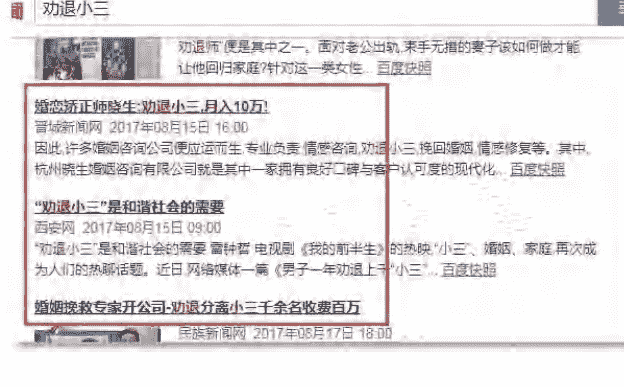 劝退小三
劝退师"便是其中之一。面对老公出轨,束手无措的妻子该如何做才能
让他回归家庭?针对这一类女性... 百度快照
婚恋矫正师晓生:劝退小三,月入10万!
晋城新闻网 2017年08月15日 16:00
因此,许多婚姻咨询公司便应运而生,专业负责情感咨询,劝退小三,挽回婚姻,情感修复等。其中,
杭州晓生婚姻咨询有限公司就是其中一家拥有良好口碑与客户认可度的现代化... 百度快照
"劝退小三"是和谐社会的需要
西安网 2017年08月15日 09:00
"劝退小三"是和谐社会的需要 雷钟哲 电视剧《我的前半生》的热映,"小三"、婚姻、家庭,再次成
为人们的热聊话题。近日,网络媒体一篇《男子一年劝退上千"小三"... 百度快照
婚姻挽救专家开公司-劝退分离小三千余名收费百万
民族新闻网 2017年08月17日 18:00